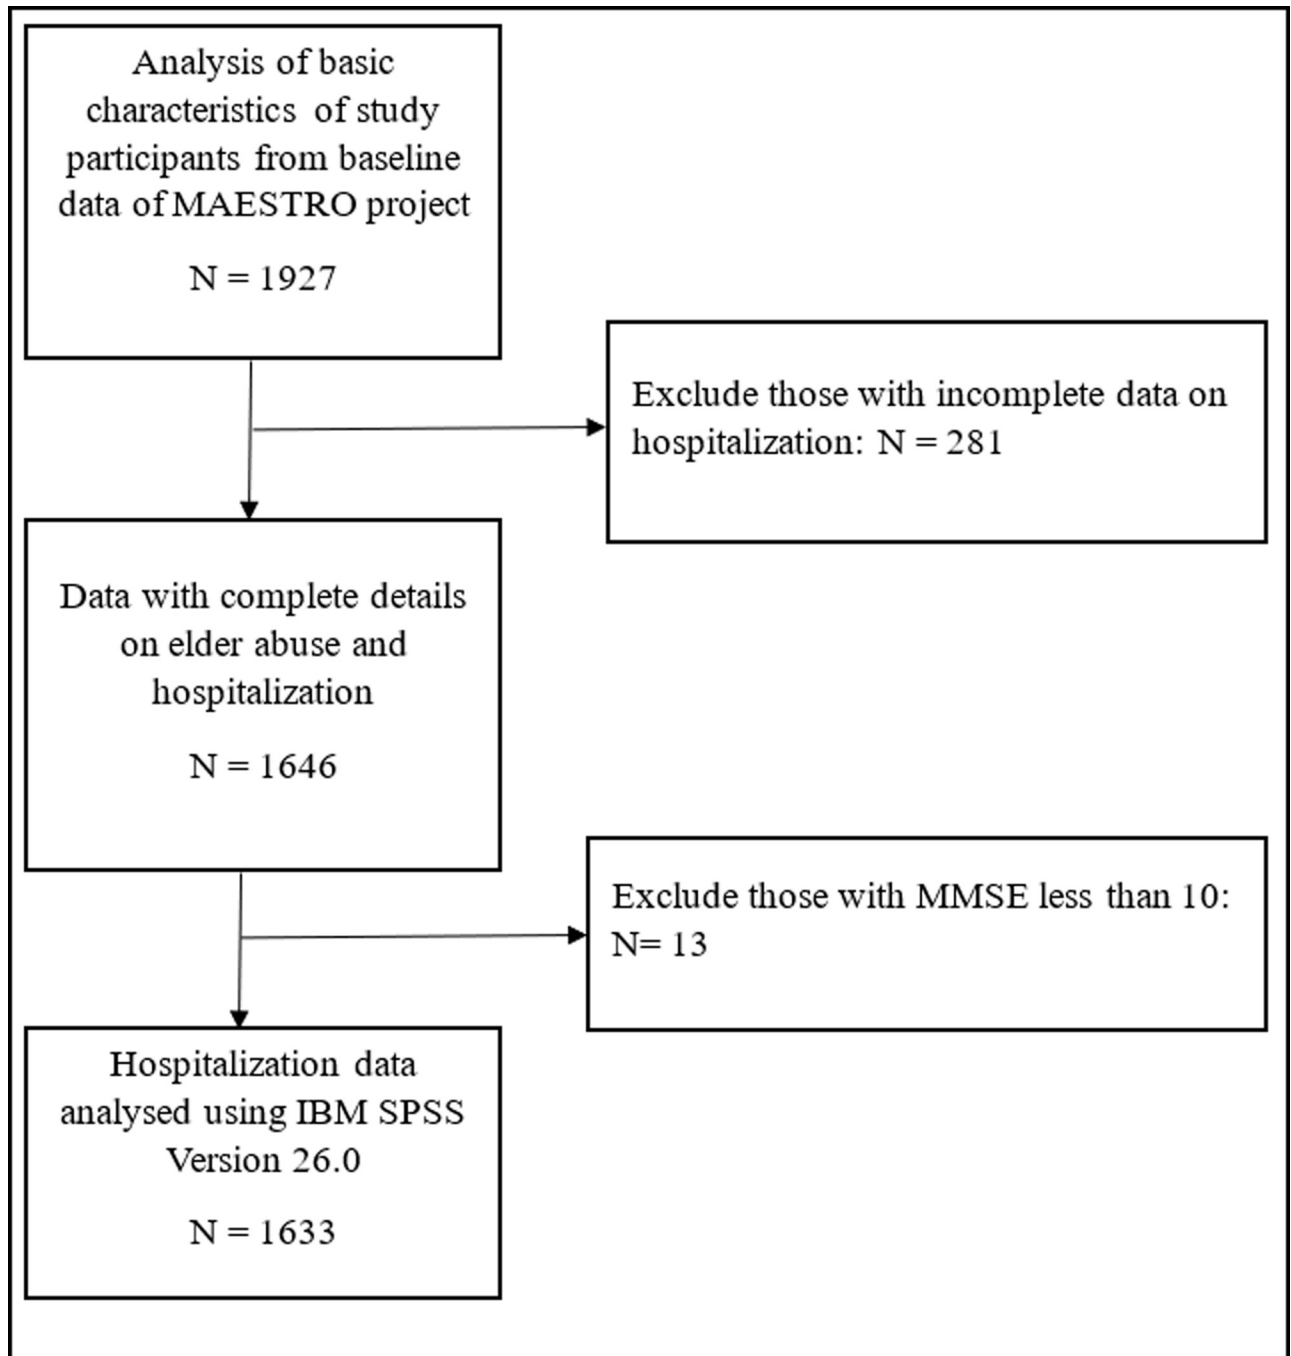 Analysis of basic
characteristics of study
participants from baseline
data of MAESTRO project
N = 1927
Exclude those with incomplete data on
hospitalization: N = 281
Data with complete details
on elder abuse and
hospitalization
N = 1646
Exclude those with MMSE less than 10:
N= 13
Hospitalization data
analysed using IBM SPSS
Version 26.0
N = 1633